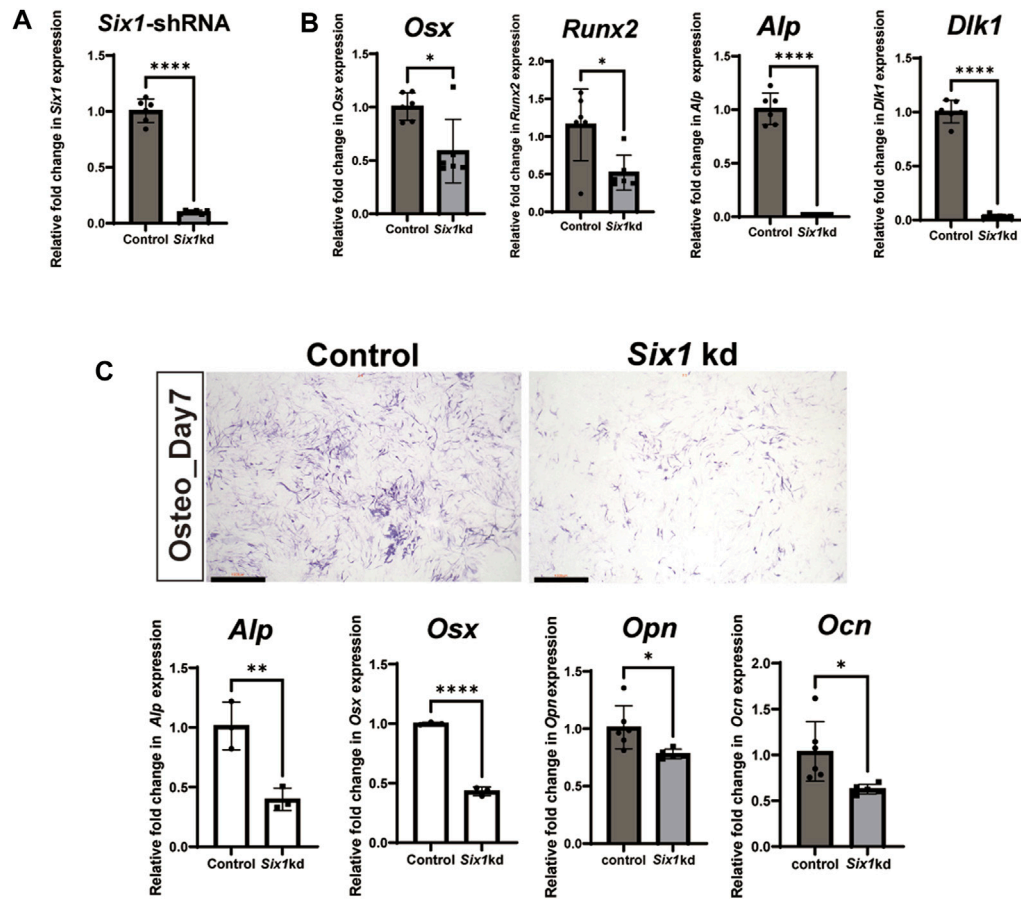 A
Six1-shRNA
Relative fold change in Six1 expression
1.5
1.0
0.5
0.0
****
Control Six1kd
B
Osx
Relative fold change in Osx expression
1.5
1.0
0.5
0.0
*
Control Six1kd
Runx2
Relative fold change in Runx2 expression
2.0
1.5
1.0
0.5
0.0
*
Control Six1kd
Alp
Relative fold change in Alp expression
1.5
1.0
0.5
0.0
****
Control Six1kd
Dlk1
Relative fold change in Dlk1 expression
1.5
1.0
0.5
0.0
****
Control Six1kd
C
Control
Six1 kd
Osteo_Day7
Alp
Relative fold change in Alp expression
1.5
1.0
0.5
0.0
**
Control Six1kd
Osx
Relative fold change in Osx expression
1.5
1.0
0.5
0.0
****
Control Six1kd
Opn
Relative fold change in Opn expression
1.5
1.0
0.5
0.0
*
control Six1kd
Ocn
Relative fold change in Ocn expression
2.0
1.5
1.0
0.5
0.0
*
control Six1kd